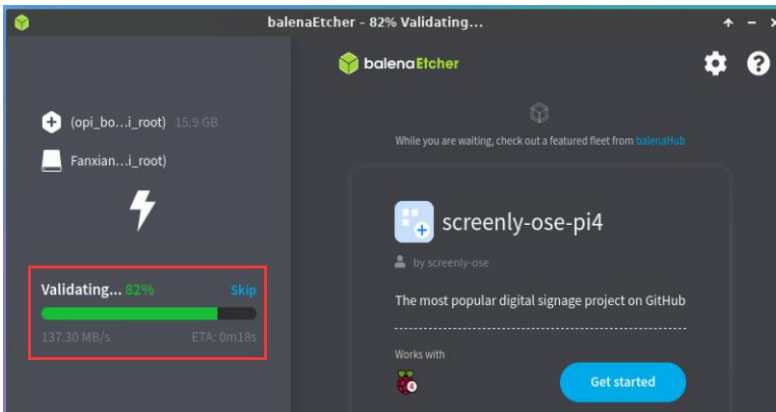 balenaEtcher - 82% Validating...
balenaEtcher
(opi_bo...i_root) 15.9 GB
While you are waiting, check out a featured fleet from balenaHub
Fanxian...i_root)
screenly-ose-pi4
by screenly-ose
Validating... 82% Skip
The most popular digital signage project on GitHub
137.30 MB/s ETA: 0m18s
Works with
4
Get started